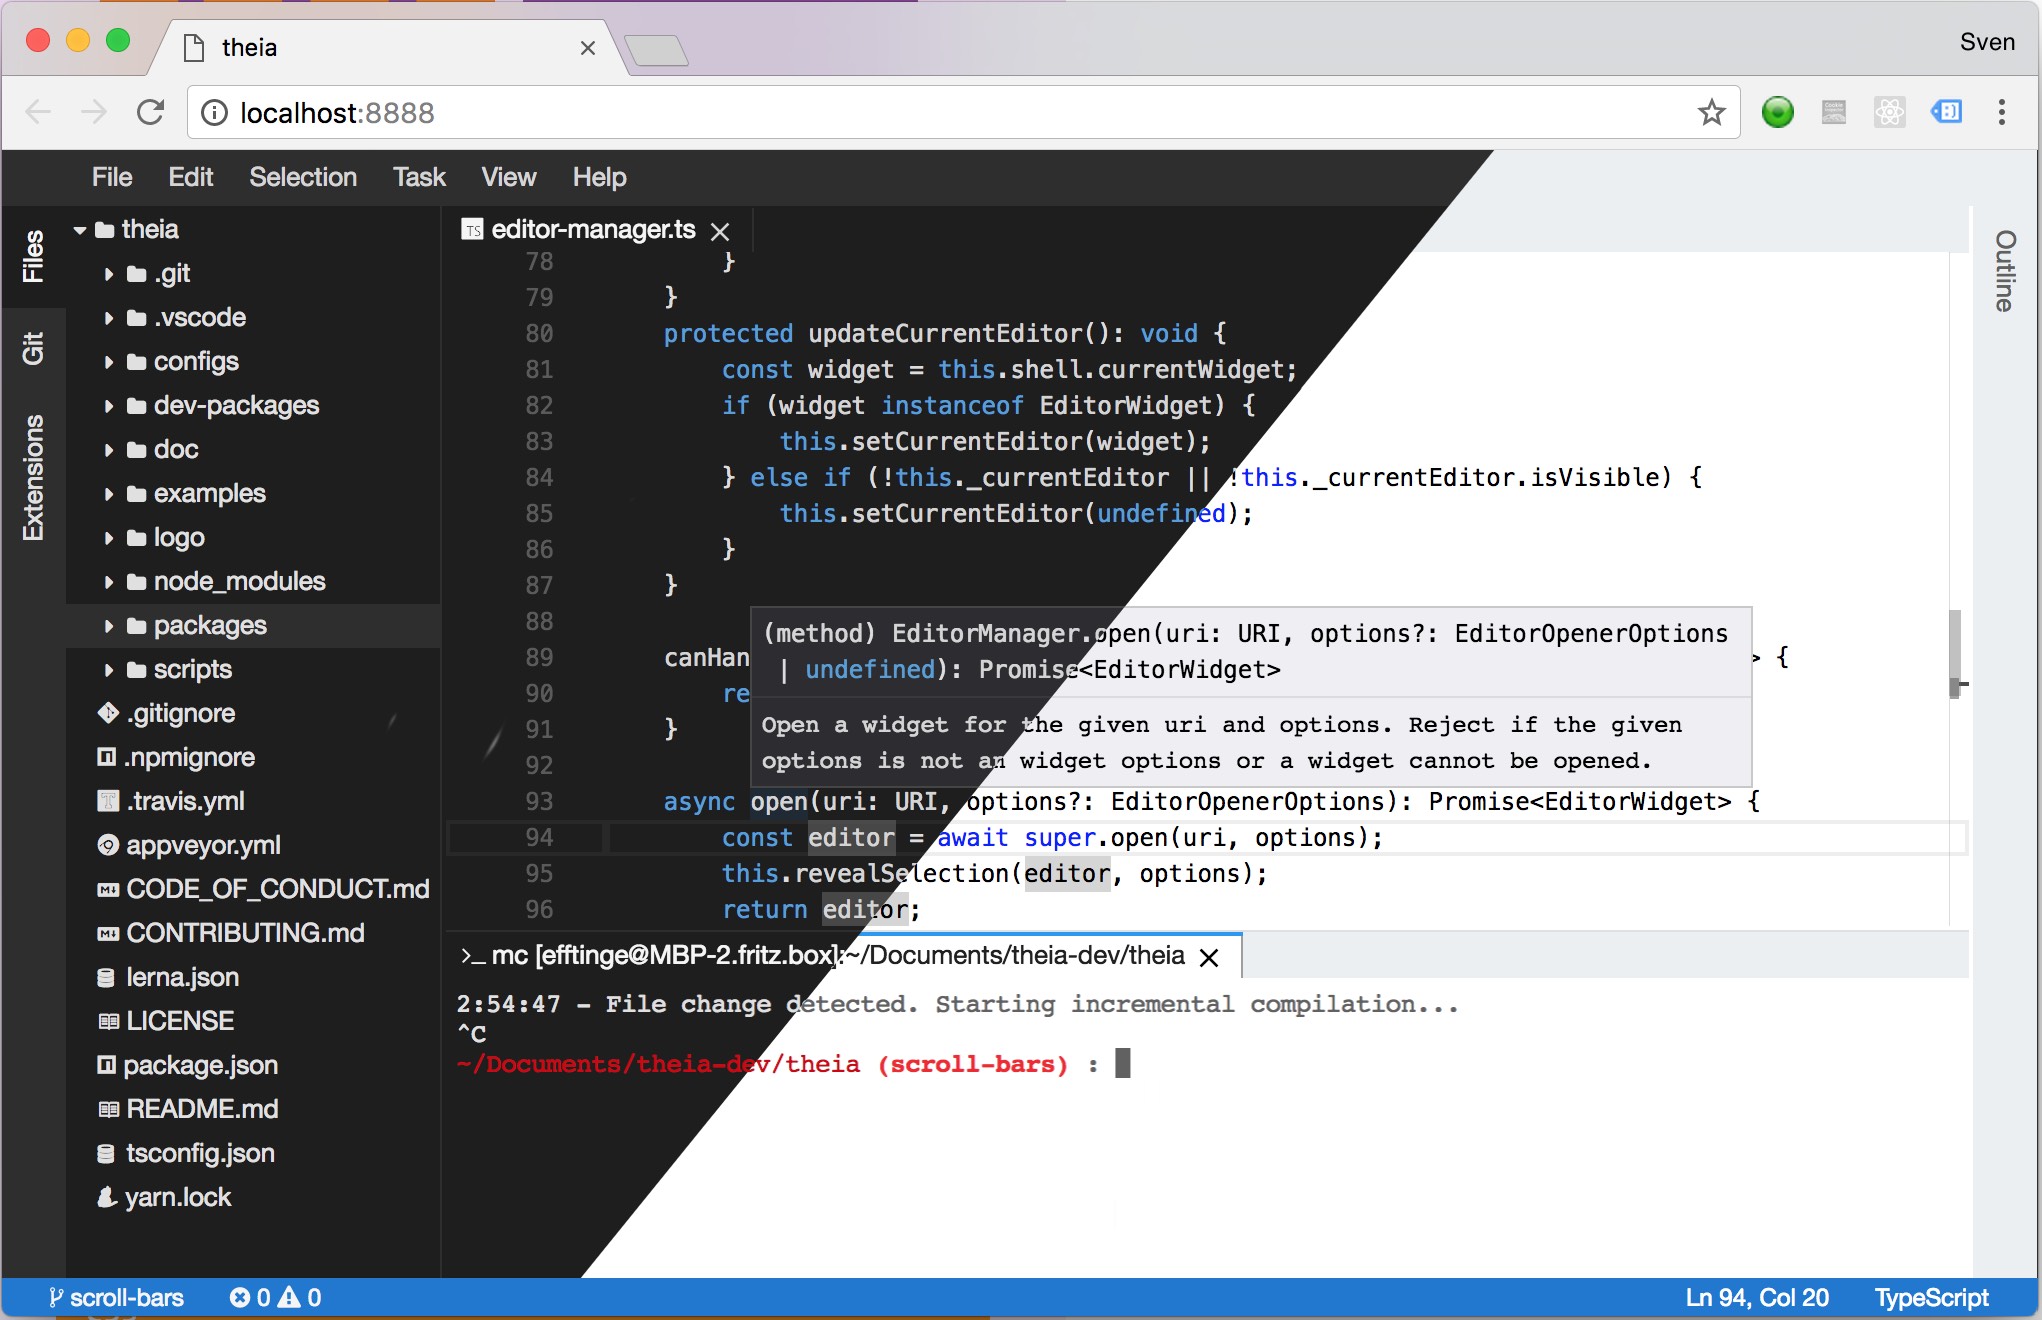 theia
Sven
localhost:8888
File Edit Selection Task View Help
Files
Git
Extensions
theia
.git
.vscode
configs
dev-packages
doc
examples
logo
node_modules
packages
scripts
.gitignore
.npmignore
.travis.yml
appveyor.yml
CODE_OF_CONDUCT.md
CONTRIBUTING.md
lerna.json
LICENSE
package.json
README.md
tsconfig.json
yarn.lock
TS editor-manager.ts
78 }
79 }
80 protected updateCurrentEditor(): void {
81 const widget = this.shell.currentWidget;
82 if (widget instanceof EditorWidget) {
83 this.setCurrentEditor(widget);
84 } else if (!this._currentEditor || !this._currentEditor.isVisible) {
85 this.setCurrentEditor(undefined);
86 }
87 }
88
89 canHan > {
90 re
91 }
92
(method) EditorManager.open(uri: URI, options?: EditorOpenerOptions
| undefined): Promise<EditorWidget>
Open a widget for the given uri and options. Reject if the given
options is not an widget options or a widget cannot be opened.
93 async open(uri: URI, options?: EditorOpenerOptions): Promise<EditorWidget> {
94 const editor = await super.open(uri, options);
95 this.revealSelection(editor, options);
96 return editor;
>_ mc [efftinge@MBP-2.fritz.box]:~/Documents/theia-dev/theia
2:54:47 - File change detected. Starting incremental compilation...
^C
~/Documents/theia-dev/theia (scroll-bars) :
Outline
scroll-bars 0 0
Ln 94, Col 20 TypeScript